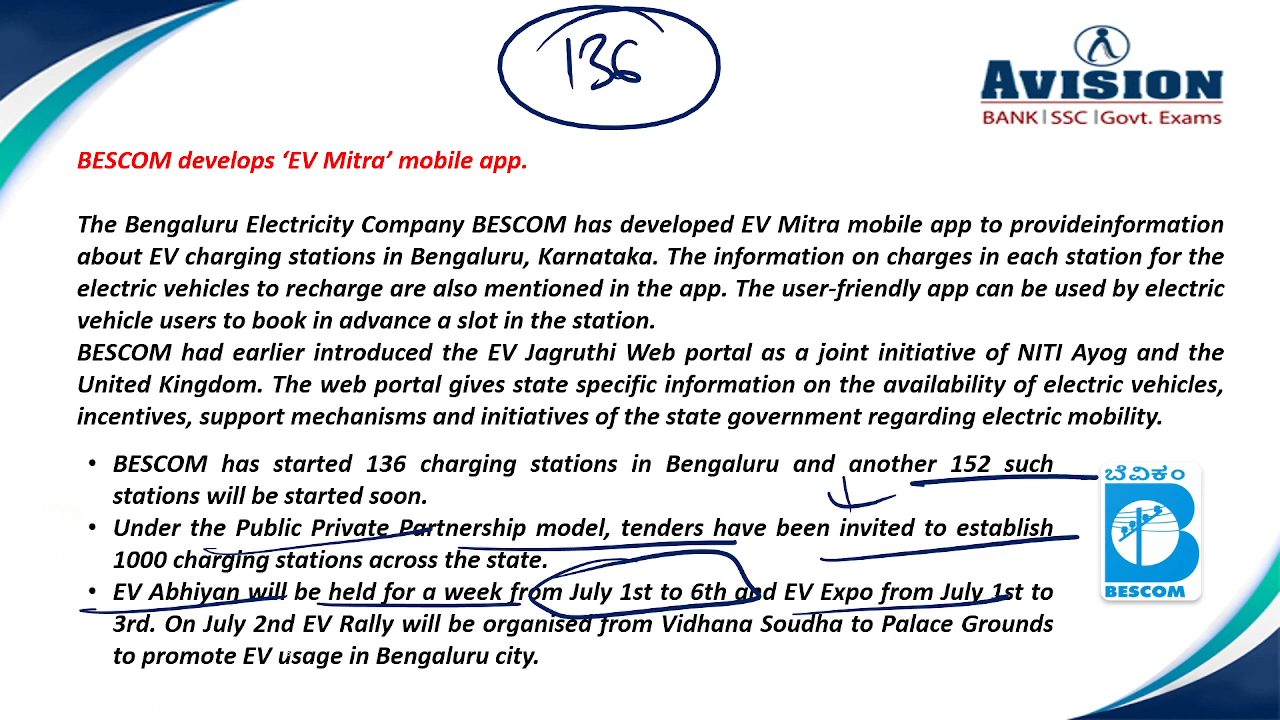 136
AVISION
BANK | SSC | Govt. Exams
BESCOM develops ‘EV Mitra’ mobile app.
The Bengaluru Electricity Company BESCOM has developed EV Mitra mobile app to provideinformation
about EV charging stations in Bengaluru, Karnataka. The information on charges in each station for the
electric vehicles to recharge are also mentioned in the app. The user-friendly app can be used by electric
vehicle users to book in advance a slot in the station.
BESCOM had earlier introduced the EV Jagruthi Web portal as a joint initiative of NITI Ayog and the
United Kingdom. The web portal gives state specific information on the availability of electric vehicles,
incentives, support mechanisms and initiatives of the state government regarding electric mobility.
• BESCOM has started 136 charging stations in Bengaluru and another 152 such
stations will be started soon.
• Under the Public Private Partnership model, tenders have been invited to establish
1000 charging stations across the state.
• EV Abhiyan will be held for a week from July 1st to 6th and EV Expo from July 1st to
3rd. On July 2nd EV Rally will be organised from Vidhana Soudha to Palace Grounds
to promote EV usage in Bengaluru city.
ಬೆವಿಕಂ
BESCOM